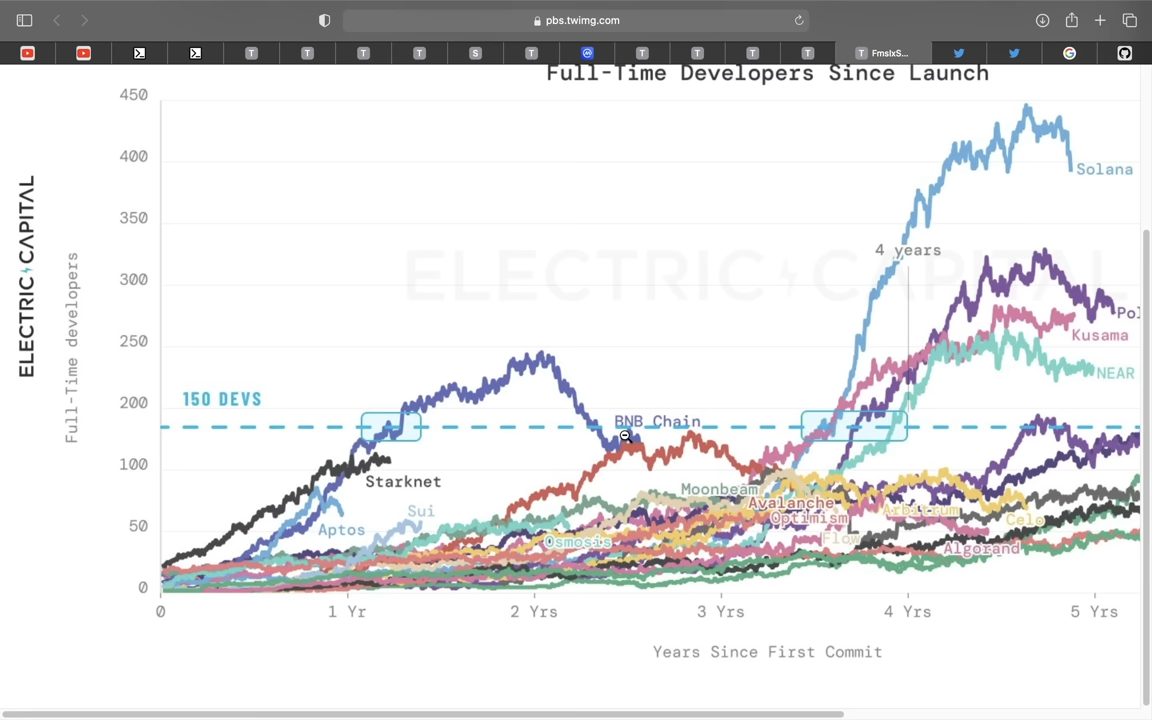 pbs.twimg.com
FmsIxS...
Full-Time Developers Since Launch
ELECTRIC CAPITAL
ELECTRIC CAPITAL
Full-Time developers
450
400
350
300
250
200
100
50
0
150 DEVS
4 years
Solana
Pol
Kusama
NEAR
BNB Chain
Starknet
Moonbeam
Avalanche
Optimism
Arbitrum
Celo
Sui
Aptos
Osmosis
Flow
Algorand
0
1 Yr
2 Yrs
3 Yrs
4 Yrs
5 Yrs
Years Since First Commit